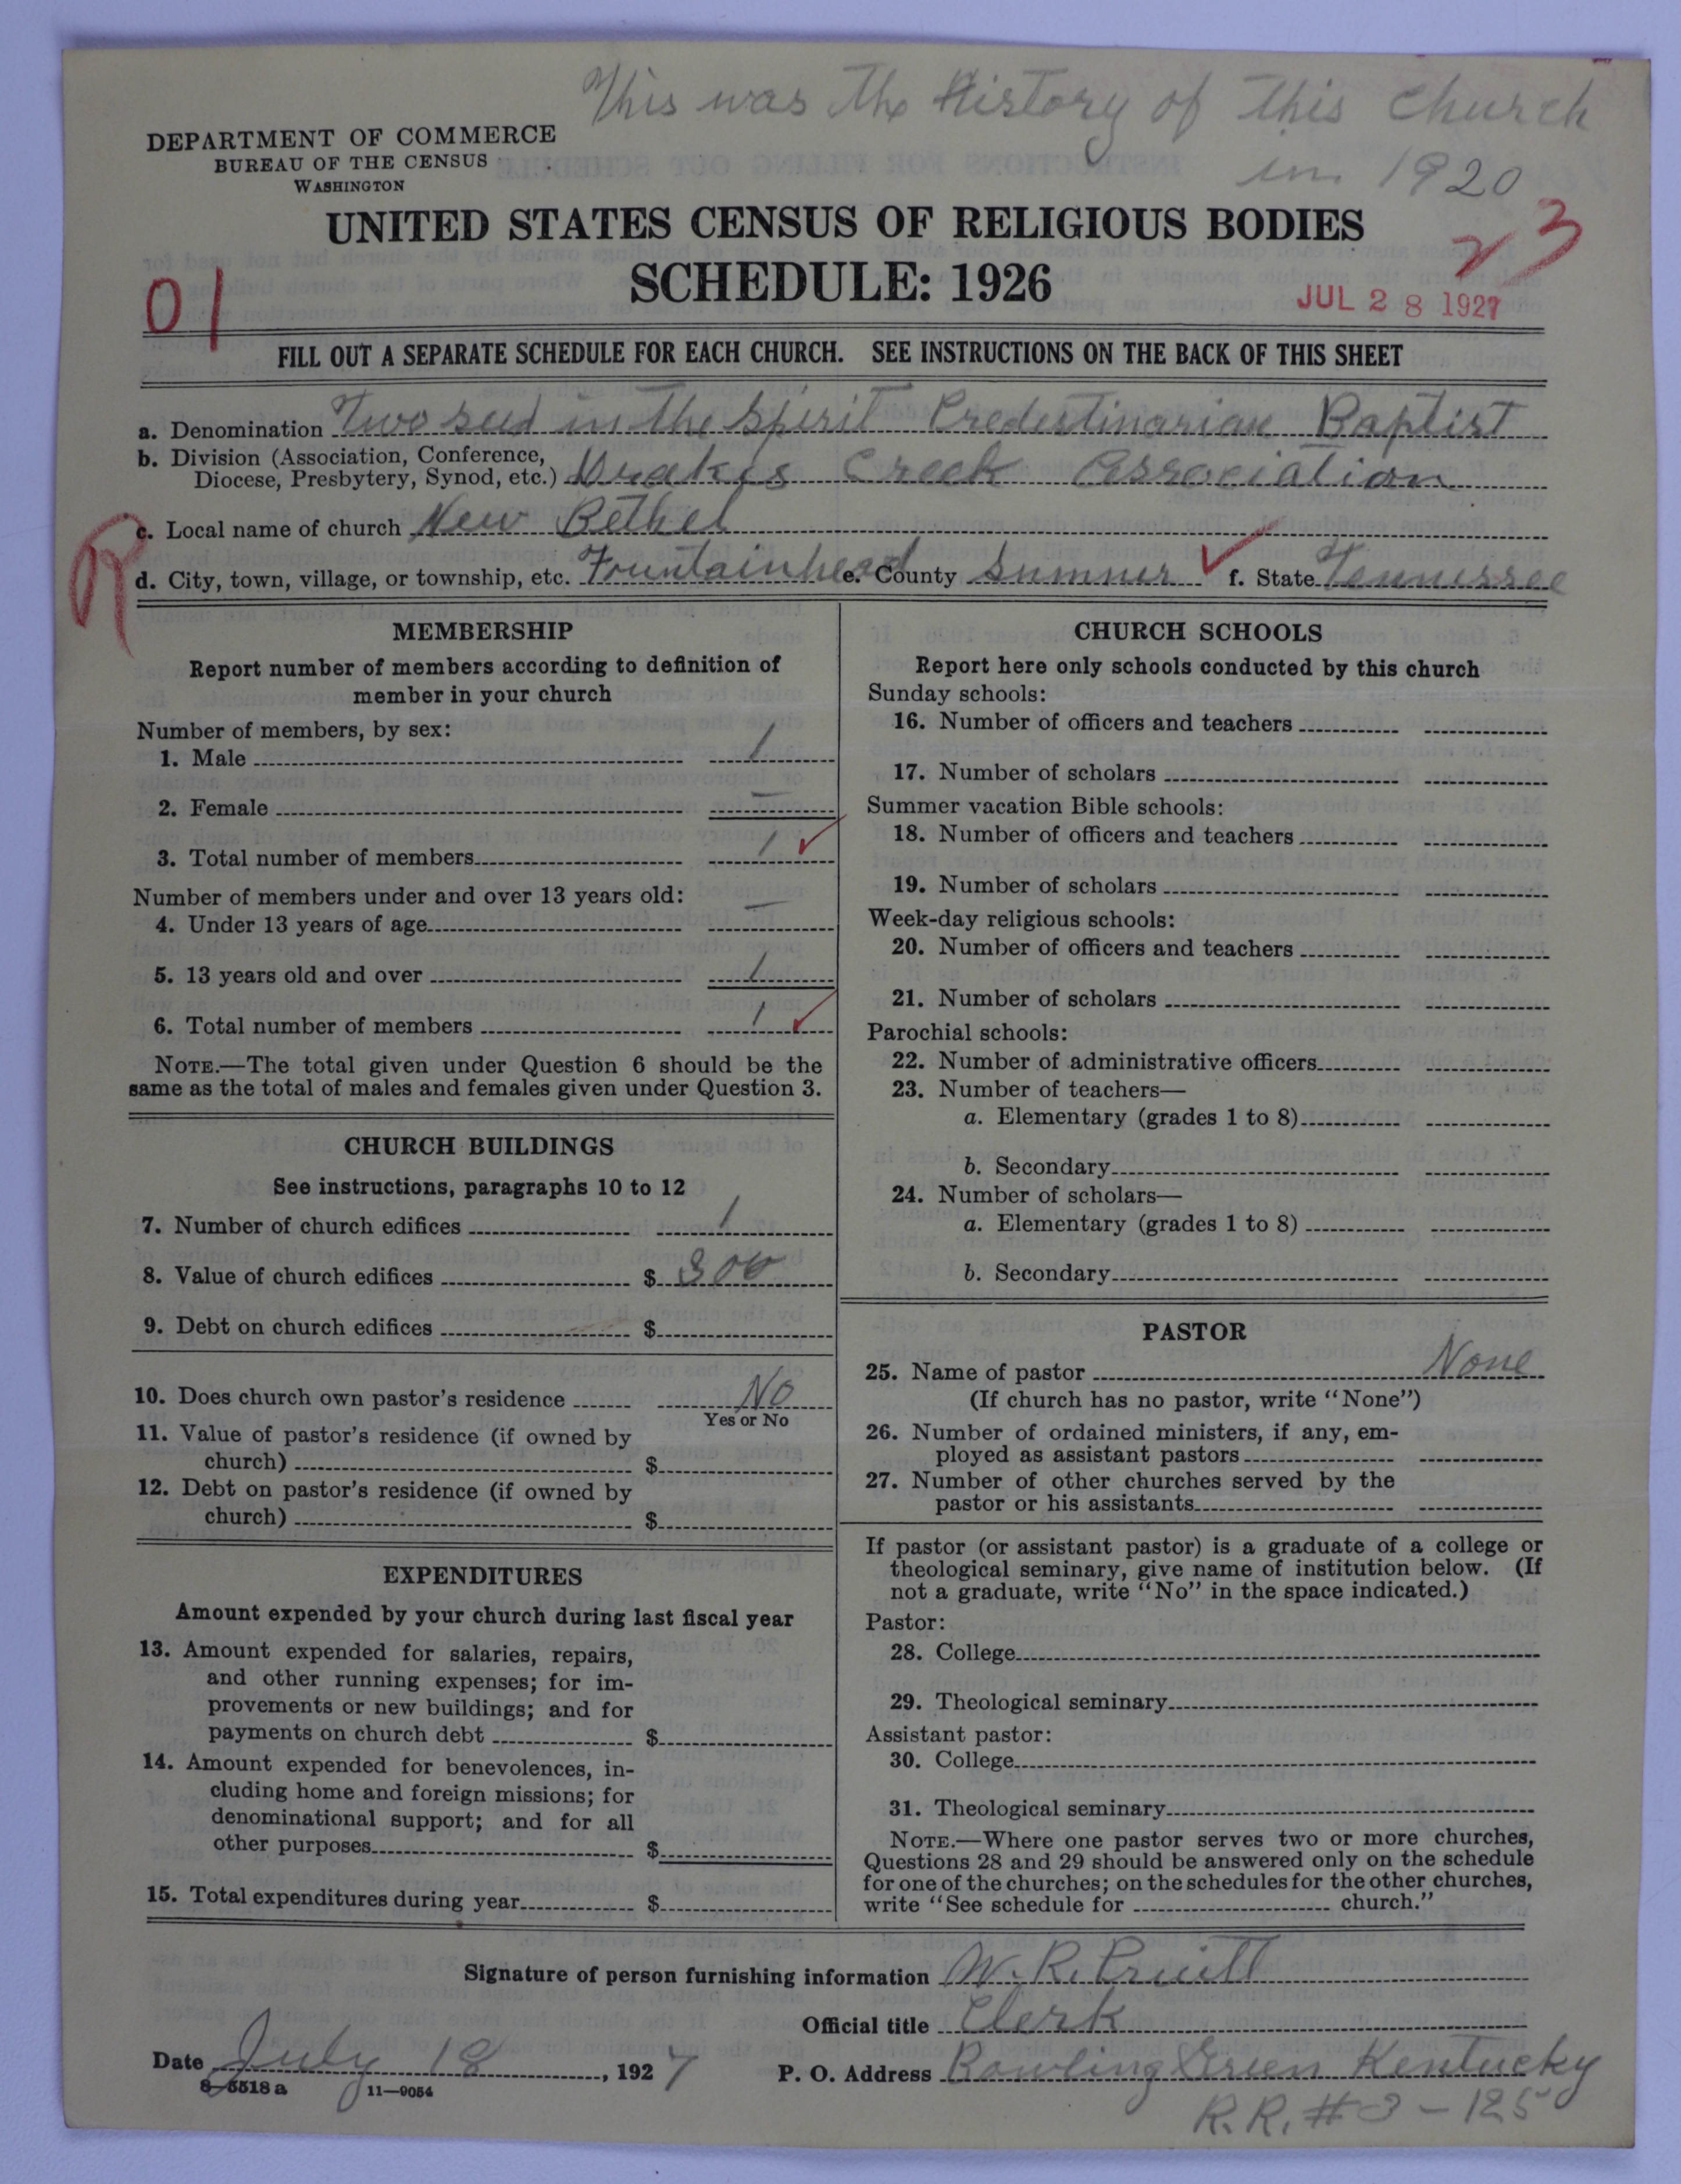 This was the History of this church
in 1920
DEPARTMENT OF COMMERCE
BUREAU OF THE CENSUS
WASHINGTON
UNITED STATES CENSUS OF RELIGIOUS BODIES
23
SCHEDULE: 1926
01
JUL 28 1927
FILL OUT A SEPARATE SCHEDULE FOR EACH CHURCH. SEE INSTRUCTIONS ON THE BACK OF THIS SHEET
a. Denomination Two seed in the Spirit Predestinarian Baptist
b. Division (Association, Conference,
Diocese, Presbytery, Synod, etc.) Drakes Creek Association
R
c. Local name of church New Bethel
d. City, town, village, or township, etc. Fountainhead e. County Sumner ✓ f. State Tennessee
MEMBERSHIP
Report number of members according to definition of
member in your church
Number of members, by sex:
1. Male 1
2. Female —
3. Total number of members 1 ✓
Number of members under and over 13 years old:
4. Under 13 years of age —
5. 13 years old and over 1
6. Total number of members 1 ✓
NOTE.—The total given under Question 6 should be the
same as the total of males and females given under Question 3.
CHURCH BUILDINGS
See instructions, paragraphs 10 to 12
7. Number of church edifices 1
8. Value of church edifices $ 300
9. Debt on church edifices $
10. Does church own pastor's residence No
Yes or No
11. Value of pastor's residence (if owned by
church) $
12. Debt on pastor's residence (if owned by
church) $
EXPENDITURES
Amount expended by your church during last fiscal year
13. Amount expended for salaries, repairs,
and other running expenses; for im-
provements or new buildings; and for
payments on church debt $
14. Amount expended for benevolences, in-
cluding home and foreign missions; for
denominational support; and for all
other purposes $
15. Total expenditures during year $
CHURCH SCHOOLS
Report here only schools conducted by this church
Sunday schools:
16. Number of officers and teachers
17. Number of scholars
Summer vacation Bible schools:
18. Number of officers and teachers
19. Number of scholars
Week-day religious schools:
20. Number of officers and teachers
21. Number of scholars
Parochial schools:
22. Number of administrative officers
23. Number of teachers—
a. Elementary (grades 1 to 8)
b. Secondary
24. Number of scholars—
a. Elementary (grades 1 to 8)
b. Secondary
PASTOR
25. Name of pastor None
(If church has no pastor, write "None")
26. Number of ordained ministers, if any, em-
ployed as assistant pastors
27. Number of other churches served by the
pastor or his assistants
If pastor (or assistant pastor) is a graduate of a college or
theological seminary, give name of institution below. (If
not a graduate, write "No" in the space indicated.)
Pastor:
28. College
29. Theological seminary
Assistant pastor:
30. College
31. Theological seminary
NOTE.—Where one pastor serves two or more churches,
Questions 28 and 29 should be answered only on the schedule
for one of the churches; on the schedules for the other churches,
write "See schedule for church."
Signature of person furnishing information W. R. Pruitt
Official title Clerk
Date July 18, 1927 P. O. Address Bowling Green Kentucky
8-5518a 11-9054
R.R. #3 - 125